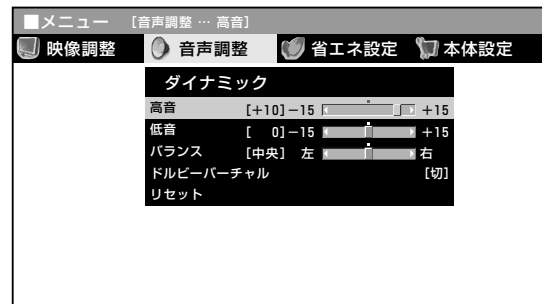 ■メニュー [音声調整 … 高音]
映像調整 音声調整 省エネ設定 本体設定
ダイナミック
高音 [+10] −15 +15
低音 [ 0] −15 +15
バランス [中央] 左 右
ドルビーバーチャル [切]
リセット